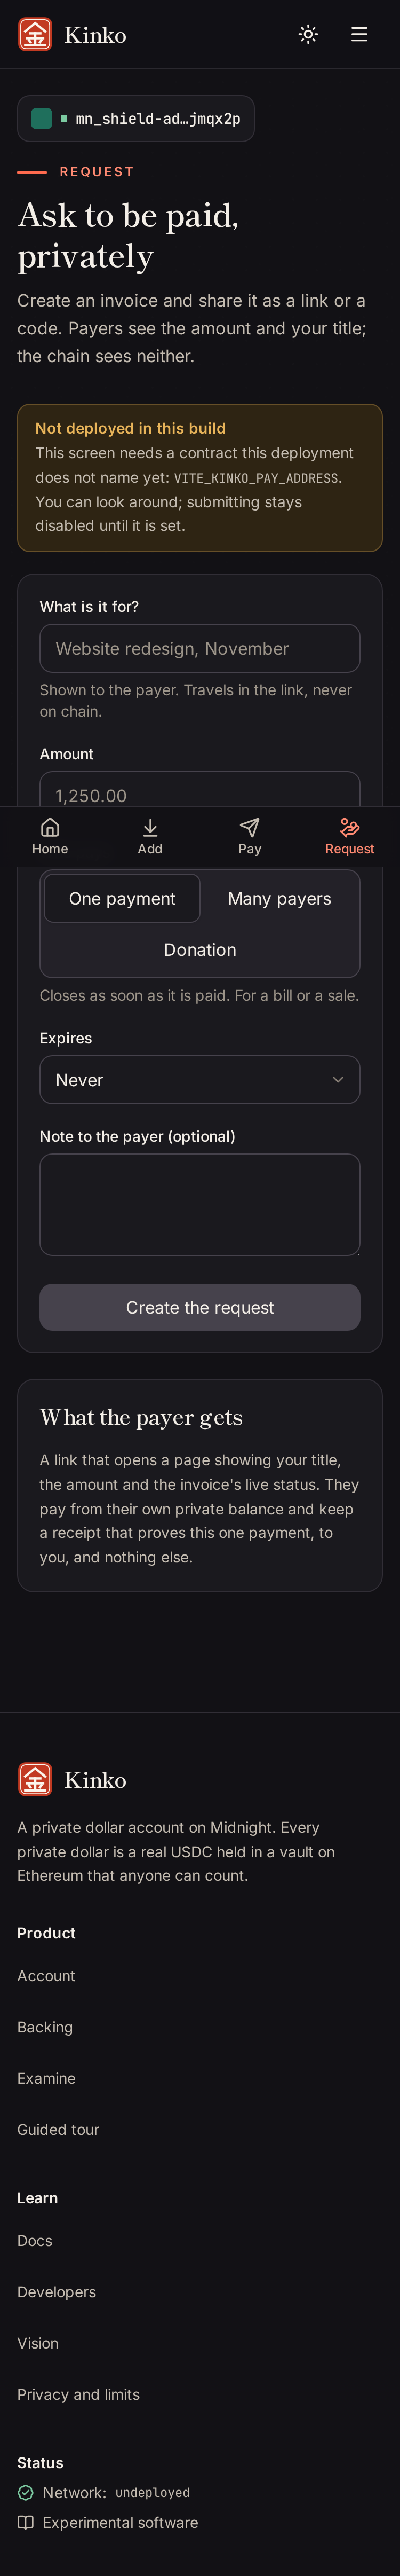 金 Kinko
mn_shield-ad…jmqx2p
REQUEST
Ask to be paid,
privately
Create an invoice and share it as a link or a
code. Payers see the amount and your title;
the chain sees neither.
Not deployed in this build
This screen needs a contract this deployment
does not name yet: VITE_KINKO_PAY_ADDRESS.
You can look around; submitting stays
disabled until it is set.
What is it for?
Website redesign, November
Shown to the payer. Travels in the link, never
on chain.
Amount
1,250.00
Home Add Pay Request
One payment Many payers
Donation
Closes as soon as it is paid. For a bill or a sale.
Expires
Never
Note to the payer (optional)
Create the request
What the payer gets
A link that opens a page showing your title,
the amount and the invoice's live status. They
pay from their own private balance and keep
a receipt that proves this one payment, to
you, and nothing else.
金 Kinko
A private dollar account on Midnight. Every
private dollar is a real USDC held in a vault on
Ethereum that anyone can count.
Product
Account
Backing
Examine
Guided tour
Learn
Docs
Developers
Vision
Privacy and limits
Status
Network: undeployed
Experimental software